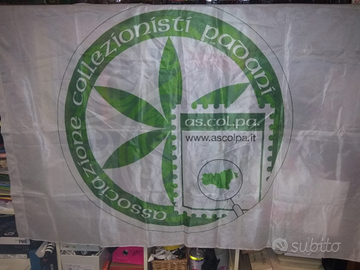 associazione collezionisti padani
as.col.pa.
www.ascolpa.it
subito